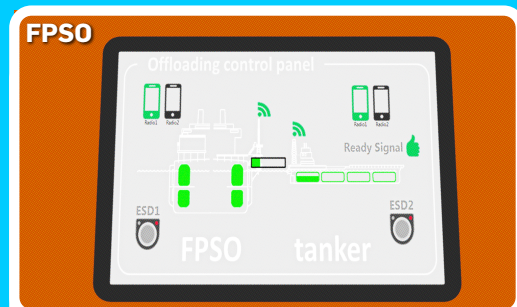 FPSO
Offloading control panel
Radio1 Radio2
Radio1 Radio2
Ready Signal
ESD1
ESD2
FPSO tanker